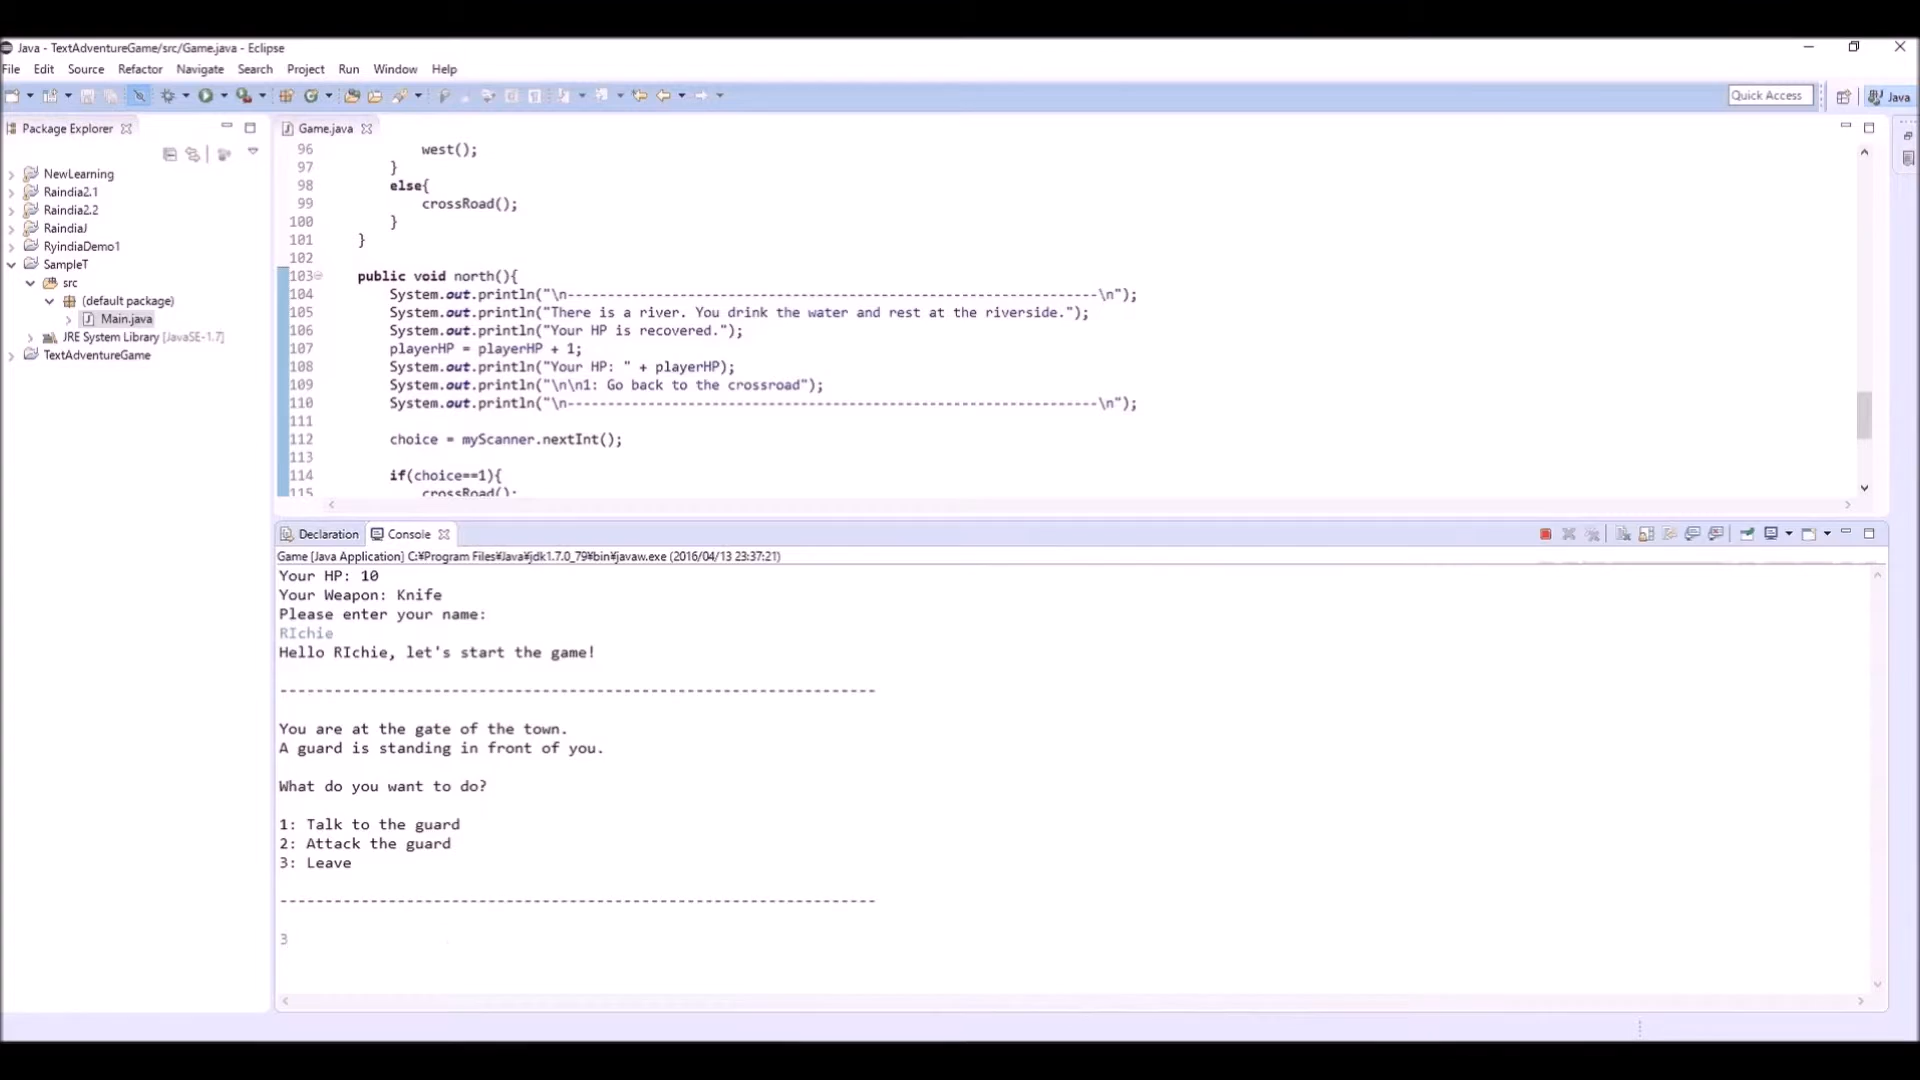 Java - TextAdventureGame/src/Game.java - Eclipse
File Edit Source Refactor Navigate Search Project Run Window Help
Quick Access
Java
Package Explorer
NewLearning
Raindia2.1
Raindia2.2
RaindiaJ
RyindiaDemo1
SampleT
src
(default package)
Main.java
JRE System Library [JavaSE-1.7]
TextAdventureGame
Game.java
96 west();
97 }
98 else{
99 crossRoad();
100 }
101 }
102
103 public void north(){
104 System.out.println("\n------------------------------------------------------------------\n");
105 System.out.println("There is a river. You drink the water and rest at the riverside.");
106 System.out.println("Your HP is recovered.");
107 playerHP = playerHP + 1;
108 System.out.println("Your HP: " + playerHP);
109 System.out.println("\n\n1: Go back to the crossroad");
110 System.out.println("\n------------------------------------------------------------------\n");
111
112 choice = myScanner.nextInt();
113
114 if(choice==1){
115 crossRoad();
Declaration Console
Game [Java Application] C:¥Program Files¥Java¥jdk1.7.0_79¥bin¥javaw.exe (2016/04/13 23:37:21)
Your HP: 10
Your Weapon: Knife
Please enter your name:
RIchie
Hello RIchie, let's start the game!
------------------------------------------------------------------
You are at the gate of the town.
A guard is standing in front of you.
What do you want to do?
1: Talk to the guard
2: Attack the guard
3: Leave
------------------------------------------------------------------
3